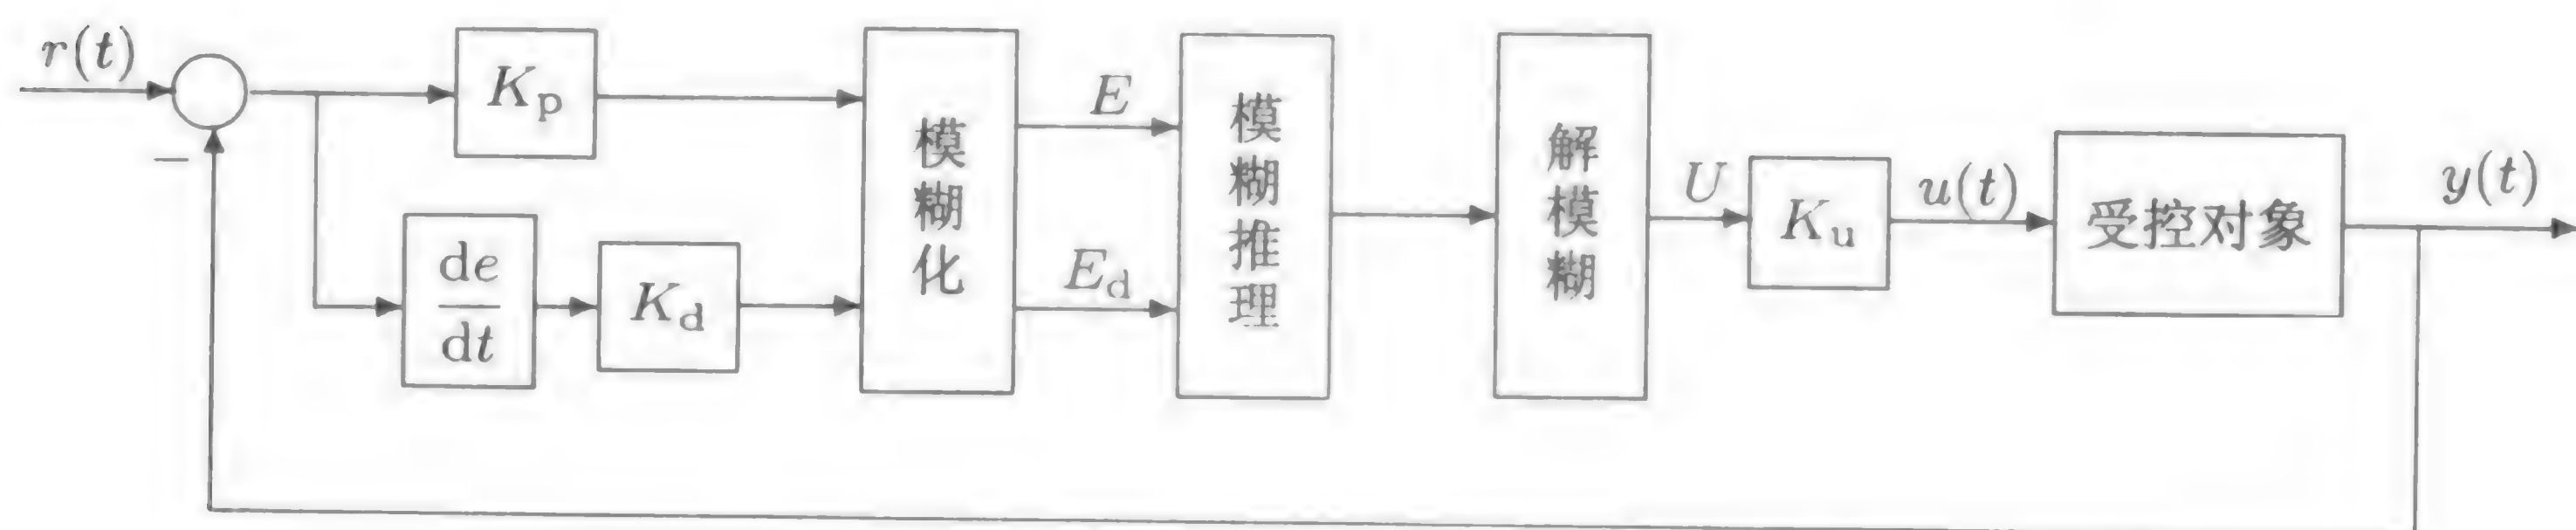 r(t)
−
K_p
de
dt
K_d
模糊化
E
E_d
模糊推理
解模糊
U
K_u
u(t)
受控对象
y(t)